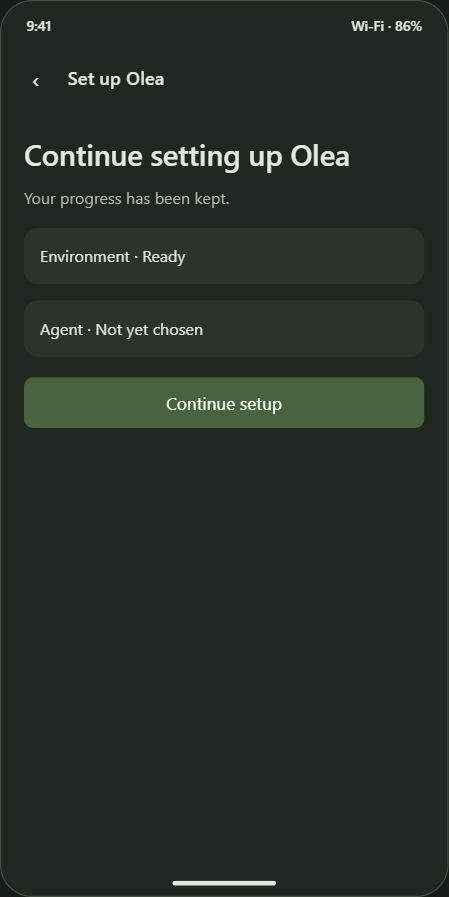 9:41
Wi-Fi · 86%
‹ Set up Olea
Continue setting up Olea
Your progress has been kept.
Environment · Ready
Agent · Not yet chosen
Continue setup